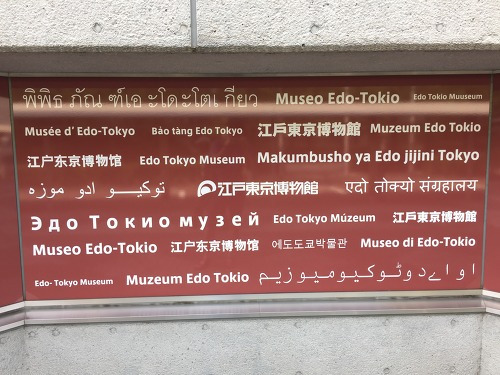 พิพิธ ภัณ ฑ์เอ ะโดะโตเ กียว Museo Edo-Tokio Edo Tokio Muuseum
Musée d' Edo-Tokyo Bảo tàng Edo Tokyo 江戸東京博物館 Muzeum Edo Tokio
江户东京博物馆 Edo Tokyo Museum Makumbusho ya Edo jijini Tokyo
توكيــو ادو موزه 江戸東京博物館 एदो तोक्यो संग्रहालय
Эдо Токио музей Edo Tokyo Múzeum 江戶東京博物館
Museo Edo-Tokio 江户东京博物馆 에도도쿄박물관 Museo di Edo-Tokio
Edo- Tokyo Museum Muzeum Edo Tokio ا و اے د و ٹ و ک ی و م ی و ز ی م